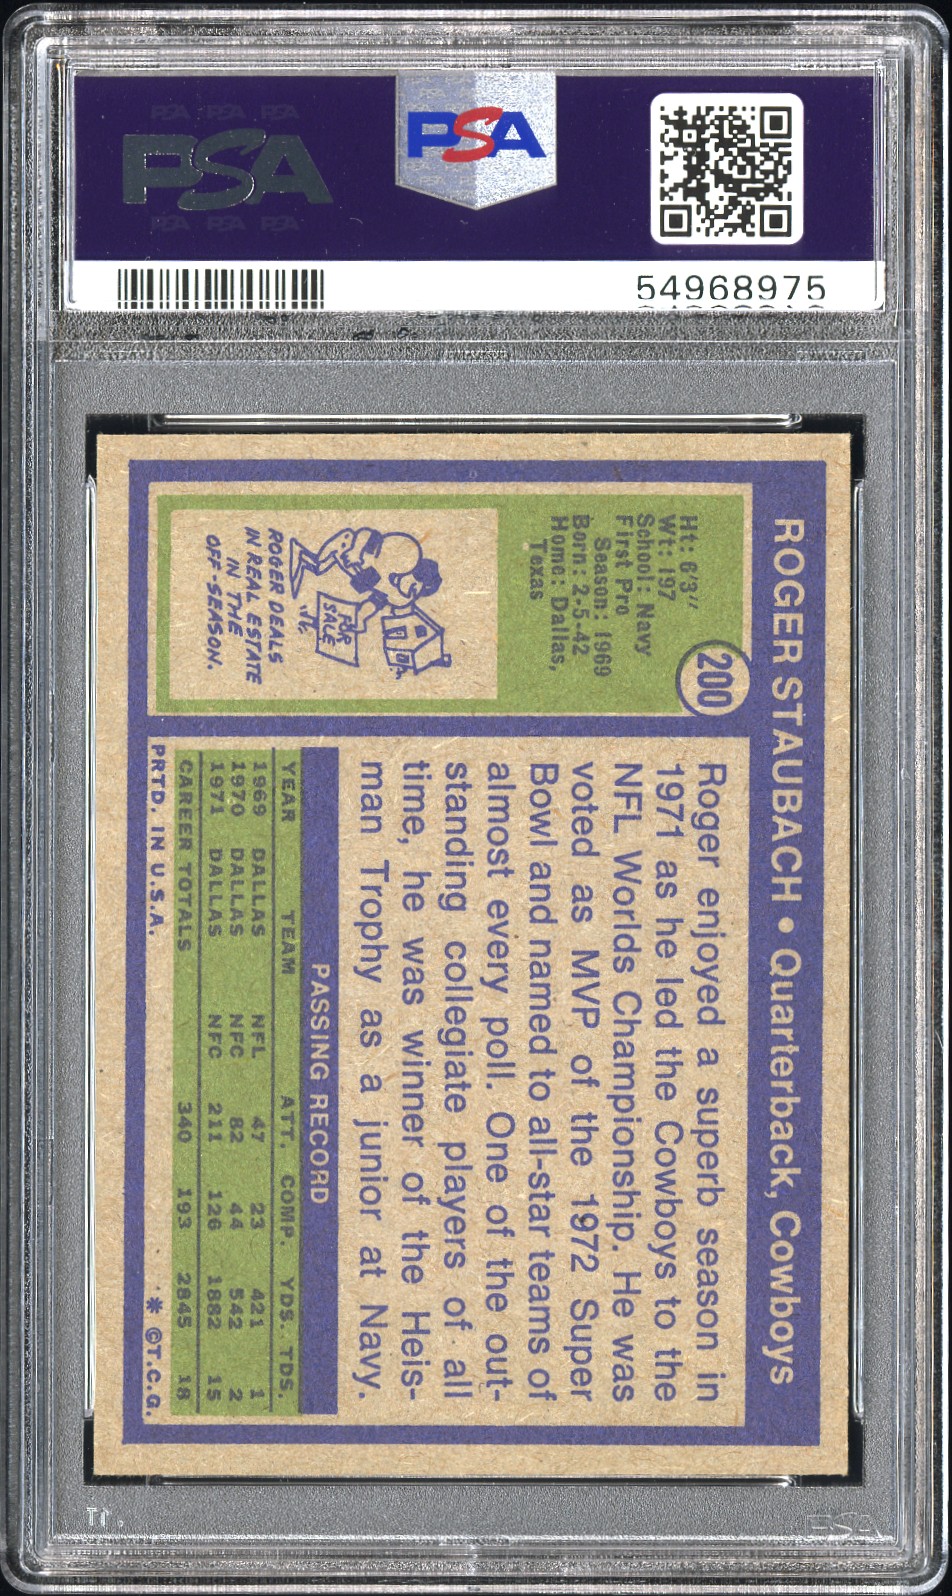 PSA PSA PSA
PSA
PSA PSA PSA
PSA
54968975
ROGER STAUBACH • Quarterback, Cowboys
200
Ht: 6'3"
Wt: 197
School: Navy
First Pro
Season: 1969
Born: 2-5-42
Home: Dallas,
Texas
FOR
SALE
ROGER DEALS
IN REAL ESTATE
IN THE
OFF-SEASON.
Roger enjoyed a superb season in
1971 as he led the Cowboys to the
NFL Worlds Championship. He was
voted as MVP of the 1972 Super
Bowl and named to all-star teams of
almost every poll. One of the out-
standing collegiate players of all
time, he was winner of the Heis-
man Trophy as a junior at Navy.
PASSING RECORD
YEAR TEAM ATT. COMP. YDS. TDS.
1969 DALLAS NFL 47 23 421 1
1970 DALLAS NFC 82 44 542 2
1971 DALLAS NFC 211 126 1882 15
CAREER TOTALS 340 193 2845 18
PRTD. IN U.S.A. * ©T.C.G.
PSA